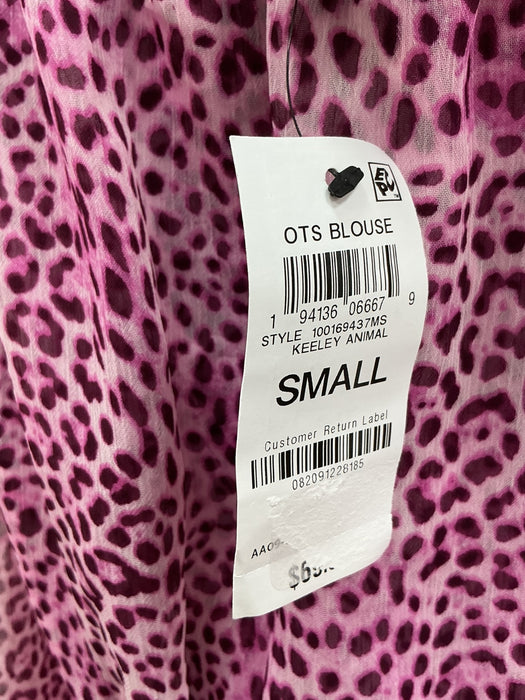 OTS BLOUSE
1 94136 06667 9
STYLE 100169437MS
KEELEY ANIMAL
SMALL
Customer Return Label
082091228185